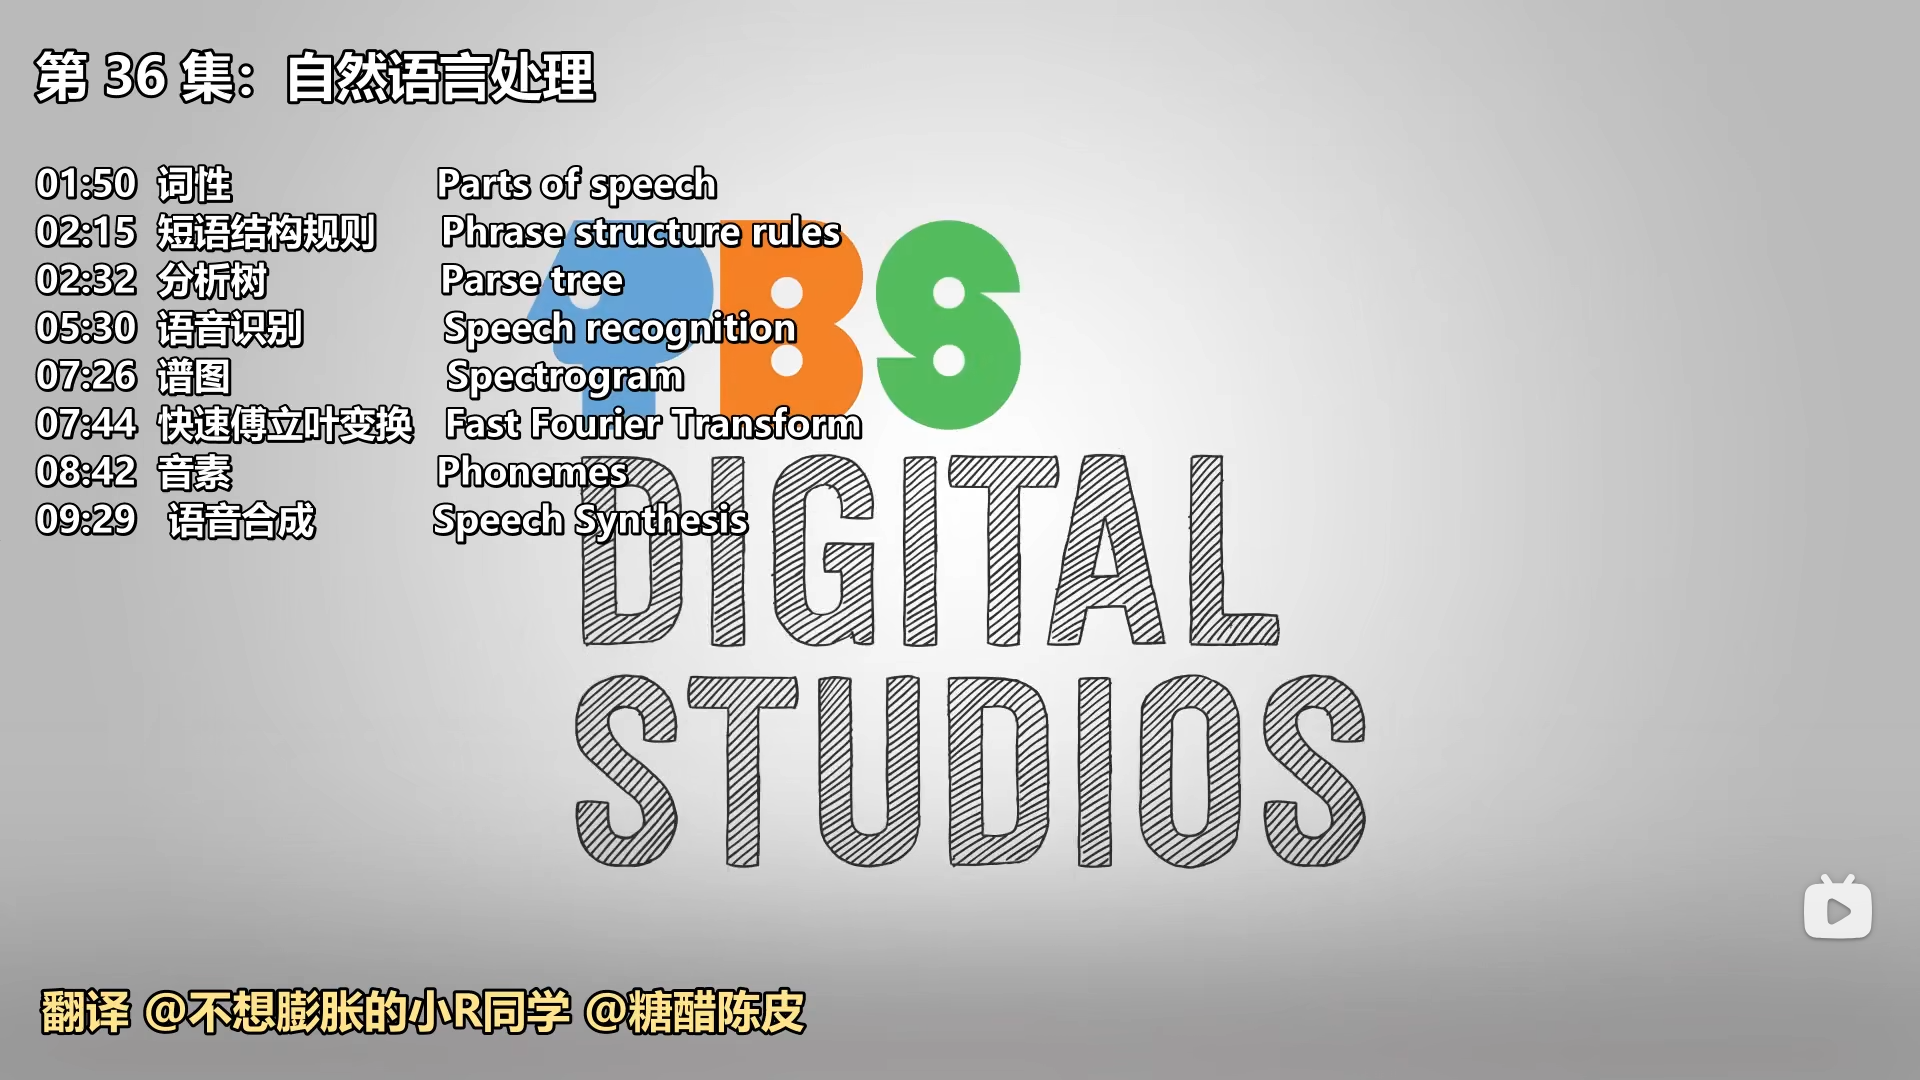 第 36 集：自然语言处理
01:50 词性 Parts of speech
02:15 短语结构规则 Phrase structure rules
02:32 分析树 Parse tree
05:30 语音识别 Speech recognition
07:26 谱图 Spectrogram
07:44 快速傅立叶变换 Fast Fourier Transform
08:42 音素 Phonemes
09:29 语音合成 Speech Synthesis
PBS
DIGITAL
STUDIOS
翻译 @不想膨胀的小R同学 @糖醋陈皮